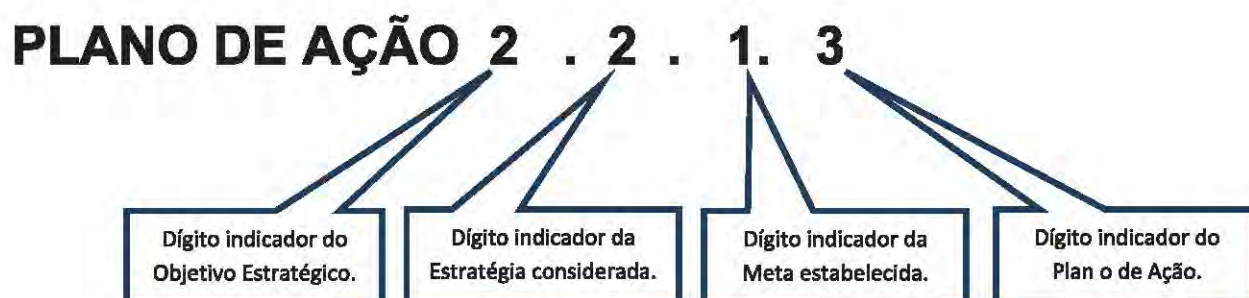 PLANO DE AÇÃO 2 . 2 . 1. 3
Dígito indicador do
Objetivo Estratégico.
Dígito indicador da
Estratégia considerada.
Dígito indicador da
Meta estabelecida.
Dígito indicador do
Plan o de Ação.